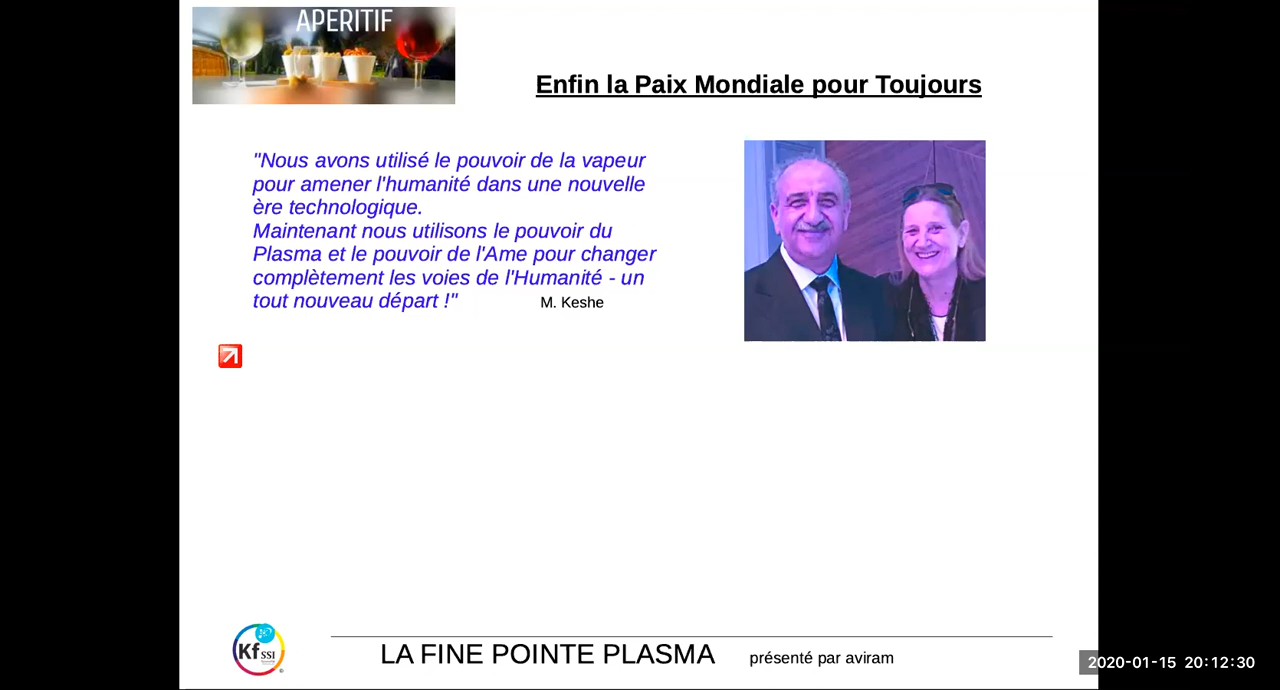 APERITIF
Enfin la Paix Mondiale pour Toujours
"Nous avons utilisé le pouvoir de la vapeur
pour amener l'humanité dans une nouvelle
ère technologique.
Maintenant nous utilisons le pouvoir du
Plasma et le pouvoir de l'Ame pour changer
complètement les voies de l'Humanité - un
tout nouveau départ !"
M. Keshe
Kf SSI
LA FINE POINTE PLASMA
présenté par aviram
2020-01-15 20:12:30